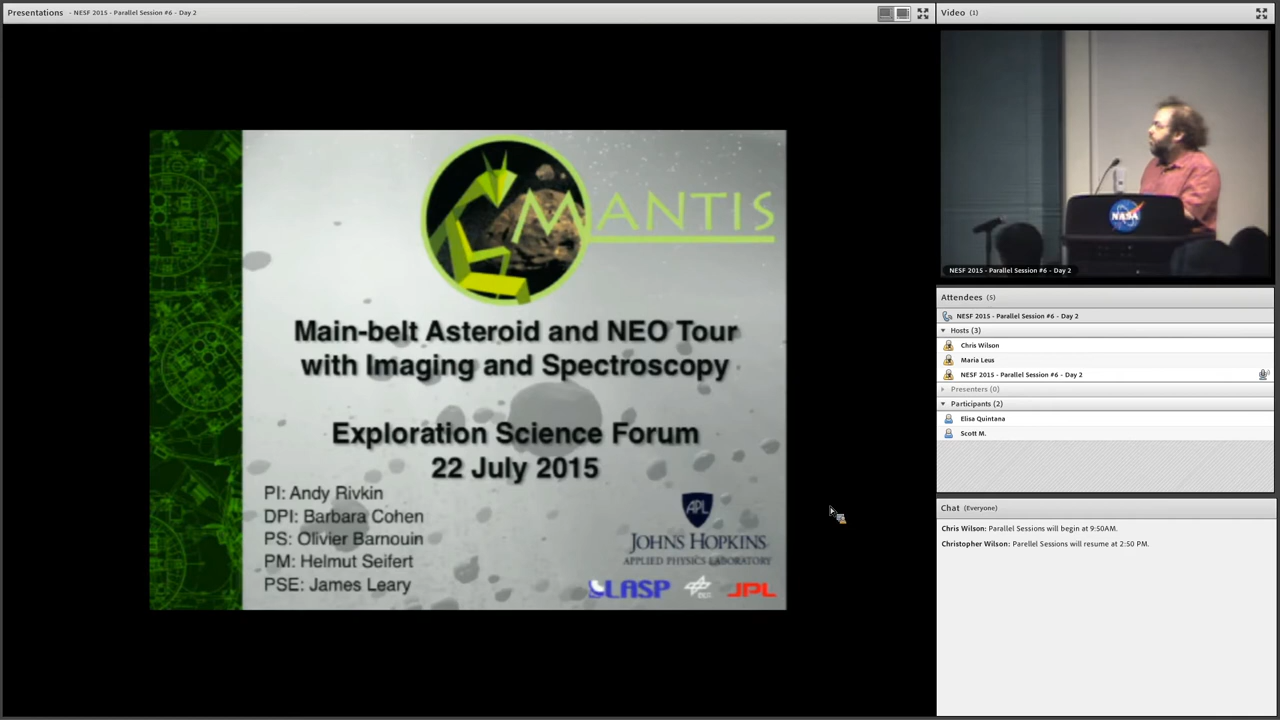 Presentations - NESF 2015 - Parallel Session #6 - Day 2
MANTIS
Main-belt Asteroid and NEO Tour
with Imaging and Spectroscopy
Exploration Science Forum
22 July 2015
PI: Andy Rivkin
DPI: Barbara Cohen
PS: Olivier Barnouin
PM: Helmut Seifert
PSE: James Leary
APL
JOHNS HOPKINS
APPLIED PHYSICS LABORATORY
LASP
DLR
JPL
Video (1)
NASA
NESF 2015 - Parallel Session #6 - Day 2
Attendees (5)
NESF 2015 - Parallel Session #6 - Day 2
Hosts (3)
Chris Wilson
Maria Leus
NESF 2015 - Parallel Session #6 - Day 2
Presenters (0)
Participants (2)
Elisa Quintana
Scott M.
Chat (Everyone)
Chris Wilson: Parallel Sessions will begin at 9:50AM.
Christopher Wilson: Parellel Sessions will resume at 2:50 PM.